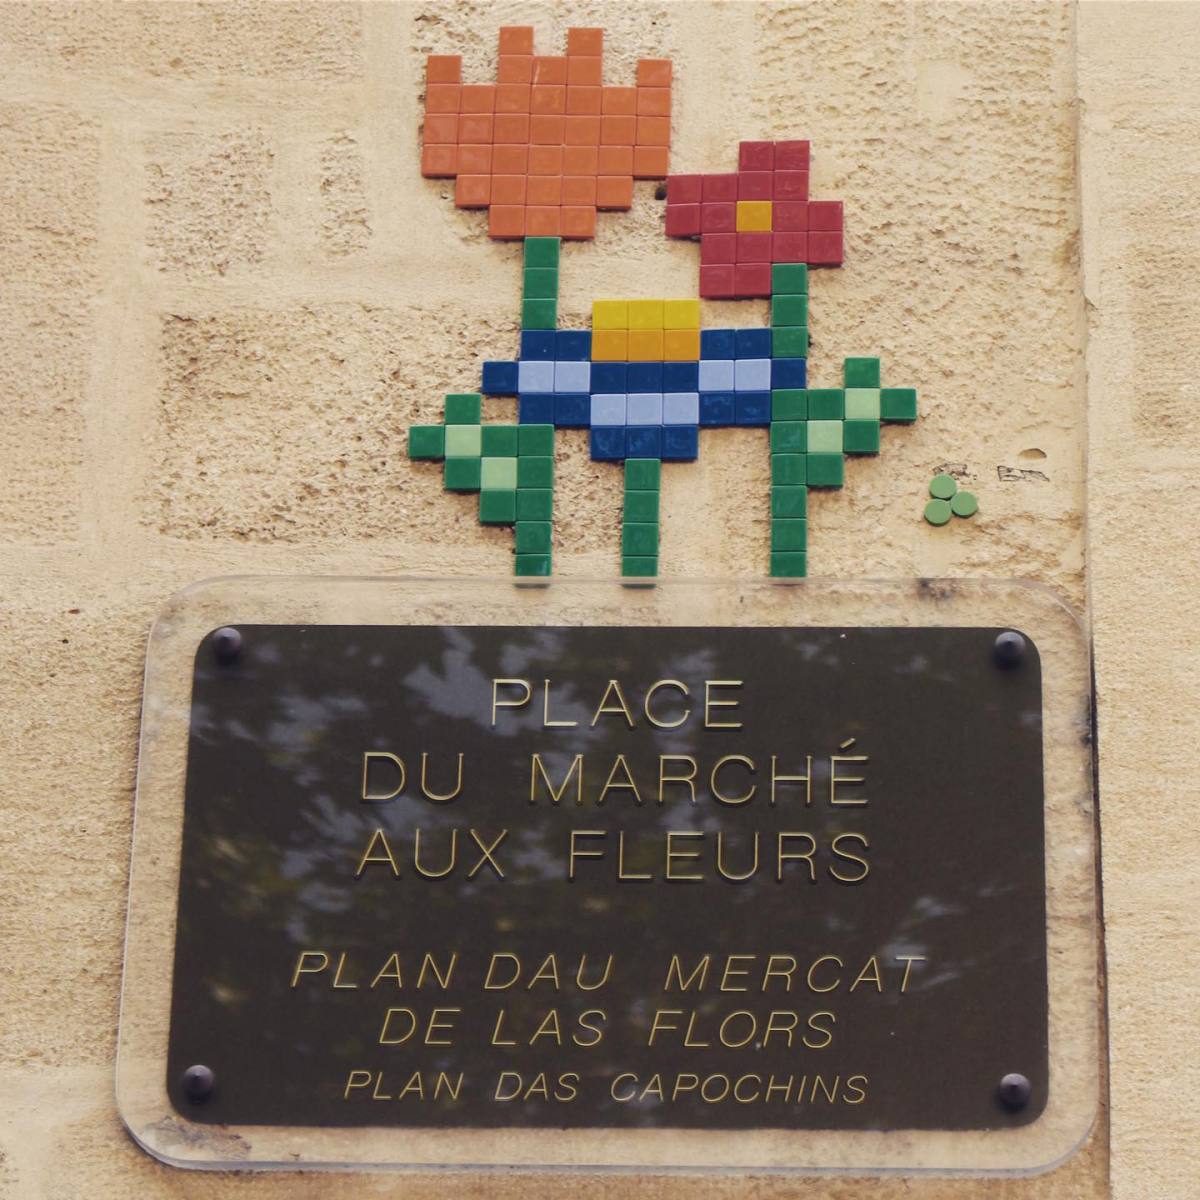 PLACE
DU MARCHÉ
AUX FLEURS
PLAN DAU MERCAT
DE LAS FLORS
PLAN DAS CAPOCHINS